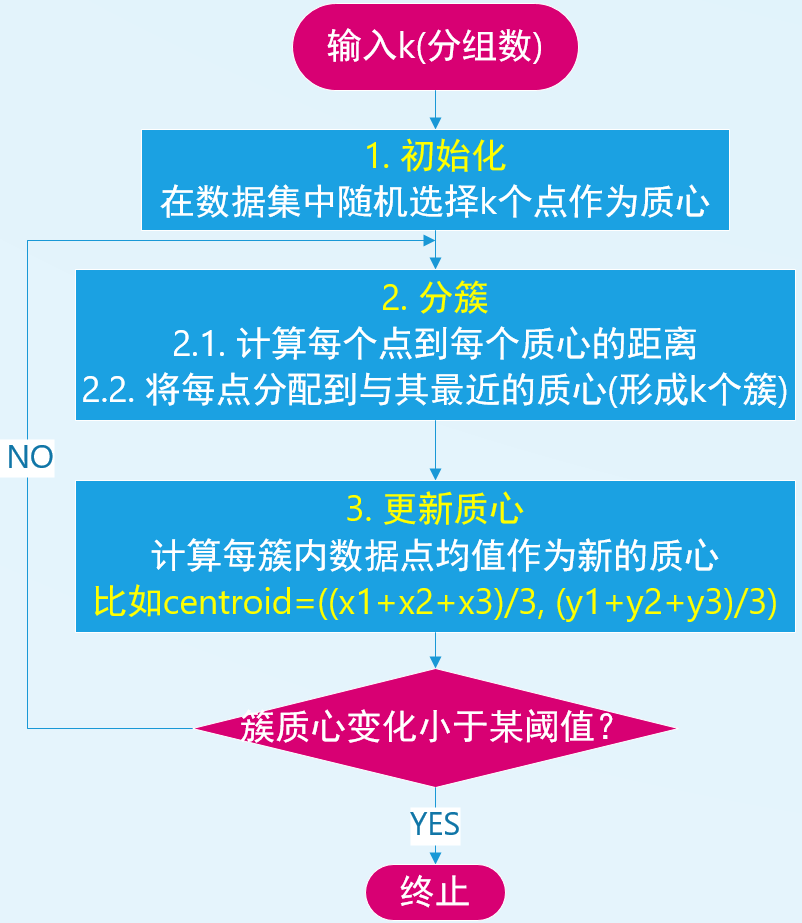 输入k(分组数)
1. 初始化
在数据集中随机选择k个点作为质心
2. 分簇
2.1. 计算每个点到每个质心的距离
2.2. 将每点分配到与其最近的质心(形成k个簇)
NO
3. 更新质心
计算每簇内数据点均值作为新的质心
比如centroid=((x1+x2+x3)/3, (y1+y2+y3)/3)
簇质心变化小于某阈值？
YES
终止